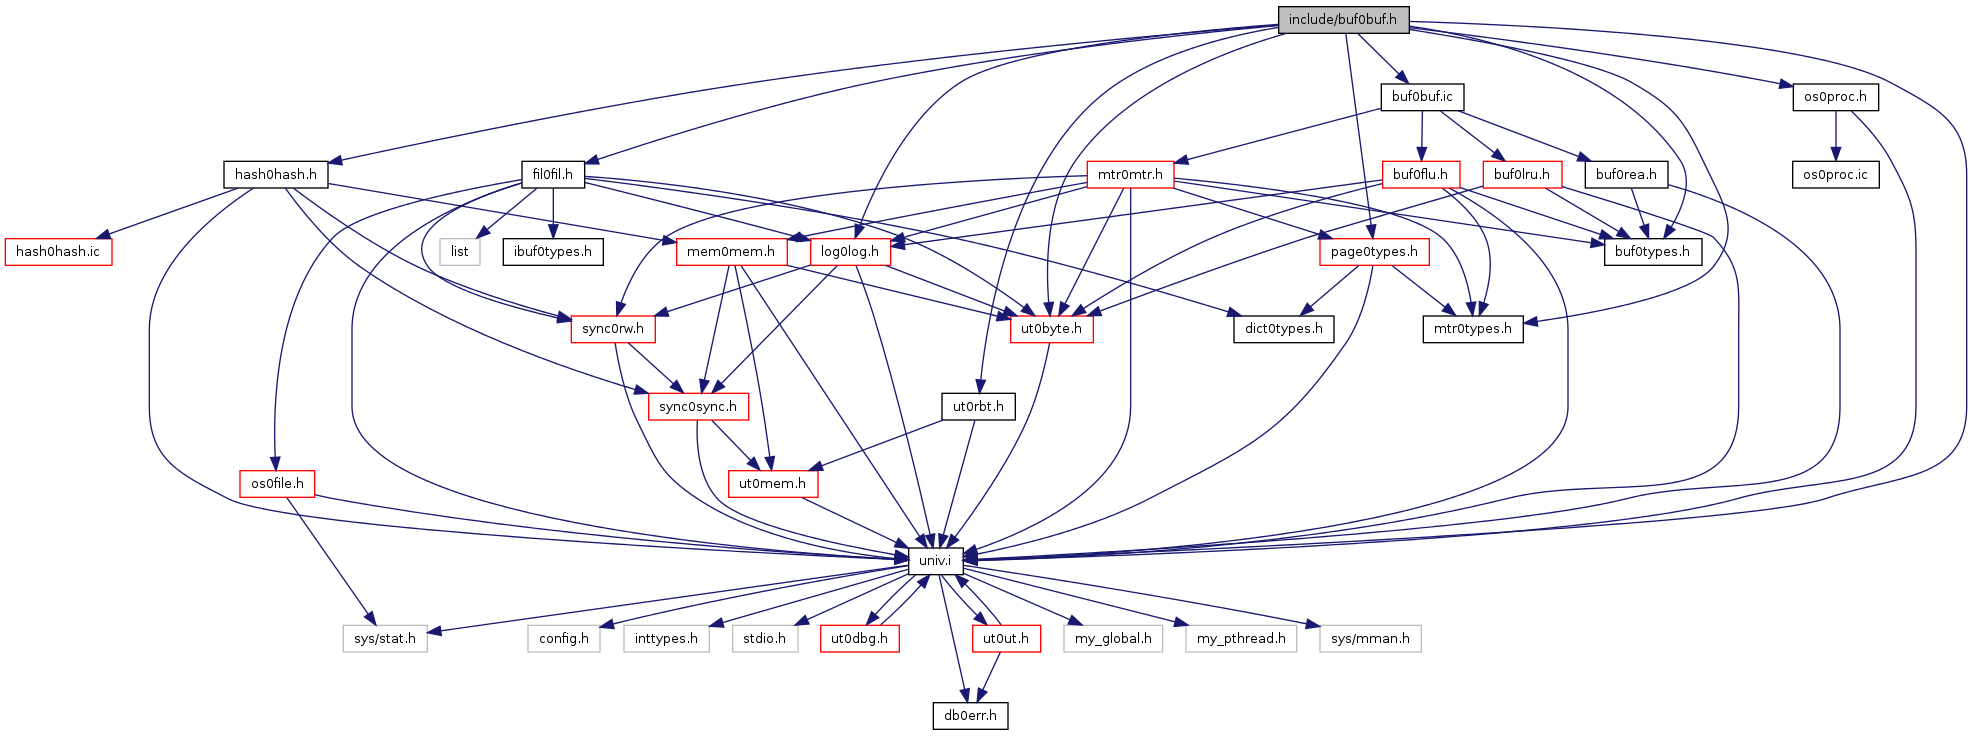 include/buf0buf.h
buf0buf.ic
os0proc.h
hash0hash.h
fil0fil.h
mtr0mtr.h
buf0flu.h
buf0lru.h
buf0rea.h
os0proc.ic
hash0hash.ic
list
ibuf0types.h
mem0mem.h
log0log.h
page0types.h
buf0types.h
sync0rw.h
ut0byte.h
dict0types.h
mtr0types.h
sync0sync.h
ut0rbt.h
os0file.h
ut0mem.h
univ.i
sys/stat.h
config.h
inttypes.h
stdio.h
ut0dbg.h
ut0ut.h
my_global.h
my_pthread.h
sys/mman.h
db0err.h